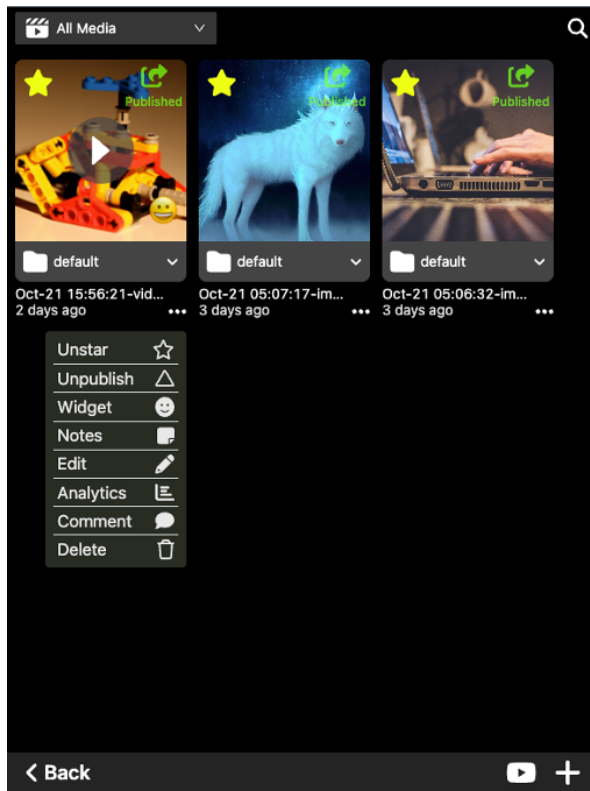 All Media
Published
Published
Published
default
default
default
Oct-21 15:56:21-vid...
2 days ago
Oct-21 05:07:17-im...
3 days ago
Oct-21 05:06:32-im...
3 days ago
Unstar
Unpublish
Widget
Notes
Edit
Analytics
Comment
Delete
Back